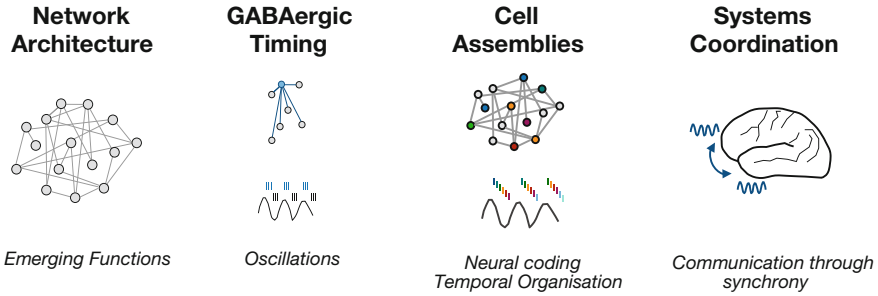 Network
Architecture
GABAergic
Timing
Cell
Assemblies
Systems
Coordination
Emerging Functions
Oscillations
Neural coding
Temporal Organisation
Communication through
synchrony